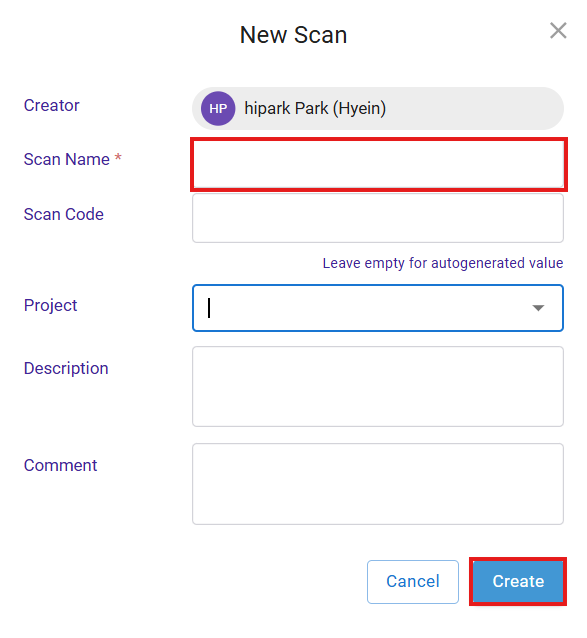 New Scan
Creator
HP hipark Park (Hyein)
Scan Name *
Scan Code
Leave empty for autogenerated value
Project
Description
Comment
Cancel Create